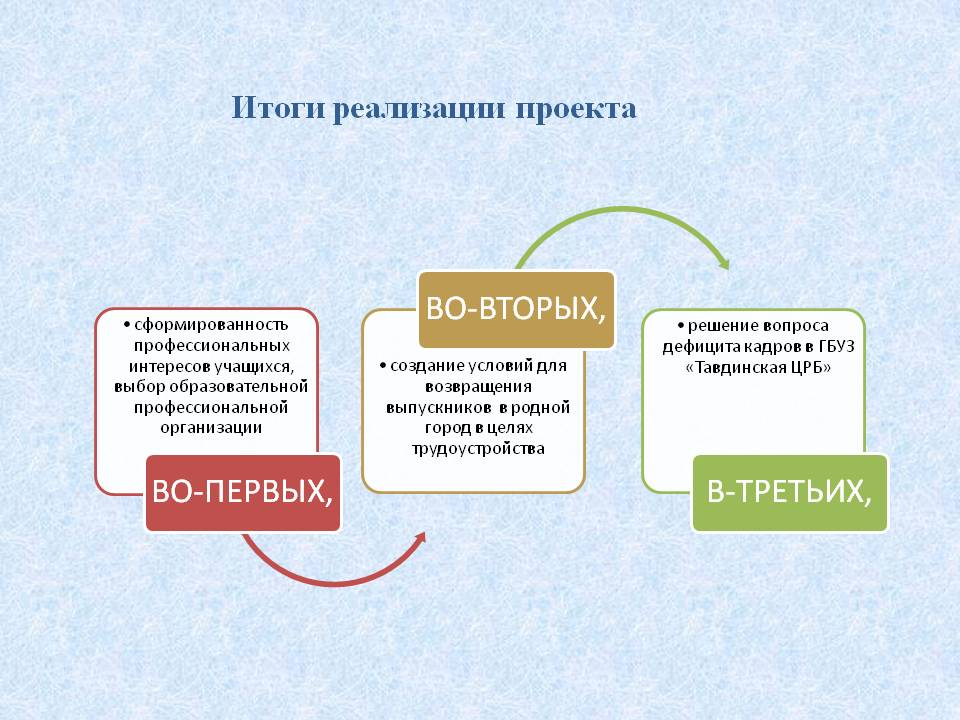 Итоги реализации проекта
• сформированность
профессиональных
интересов учащихся,
выбор образовательной
профессиональной
организации
ВО-ПЕРВЫХ,
ВО-ВТОРЫХ,
• создание условий для
возвращения
выпускников в родной
город в целях
трудоустройства
• решение вопроса
дефицита кадров в ГБУЗ
«Тавдинская ЦРБ»
В-ТРЕТЬИХ,